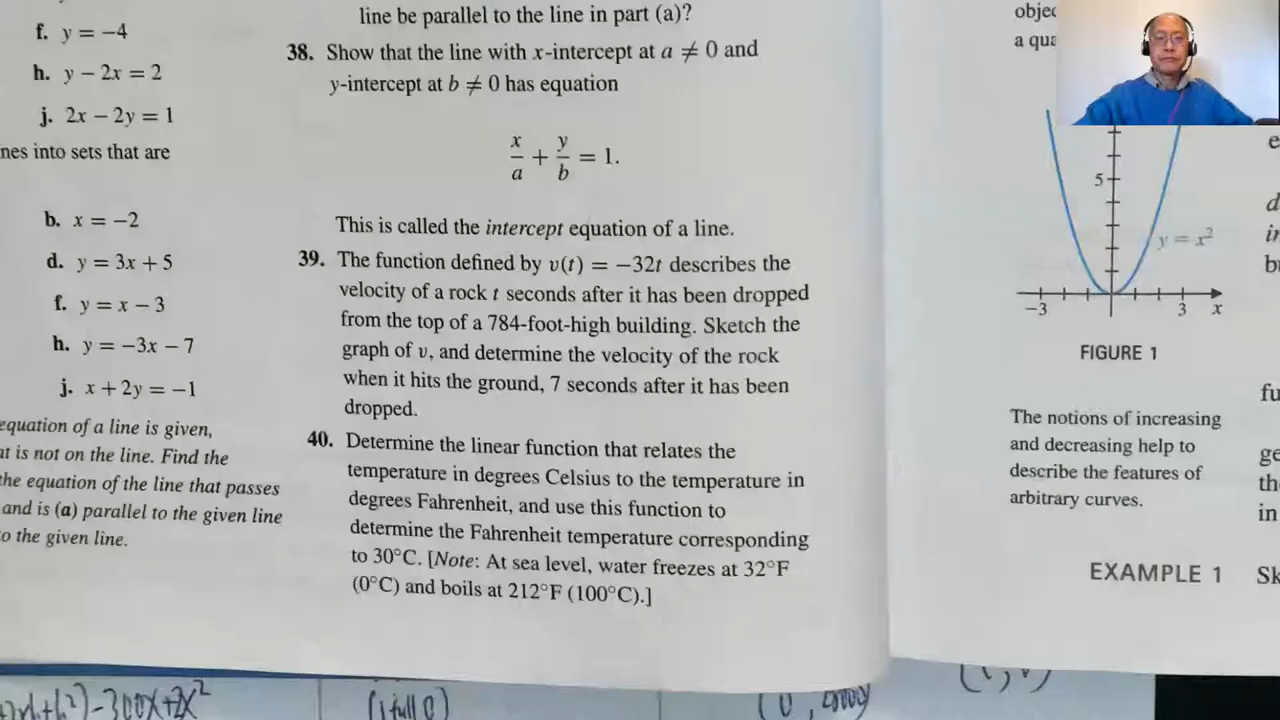 f. y = −4
h. y − 2x = 2
j. 2x − 2y = 1
nes into sets that are
b. x = −2
d. y = 3x + 5
f. y = x − 3
h. y = −3x − 7
j. x + 2y = −1
equation of a line is given,
at is not on the line. Find the
the equation of the line that passes
and is (a) parallel to the given line
to the given line.
line be parallel to the line in part (a)?
38. Show that the line with x-intercept at a ≠ 0 and
y-intercept at b ≠ 0 has equation
x/a + y/b = 1.
This is called the intercept equation of a line.
39. The function defined by v(t) = −32t describes the
velocity of a rock t seconds after it has been dropped
from the top of a 784-foot-high building. Sketch the
graph of v, and determine the velocity of the rock
when it hits the ground, 7 seconds after it has been
dropped.
40. Determine the linear function that relates the
temperature in degrees Celsius to the temperature in
degrees Fahrenheit, and use this function to
determine the Fahrenheit temperature corresponding
to 30°C. [Note: At sea level, water freezes at 32°F
(0°C) and boils at 212°F (100°C).]
objec
a qua
5
y = x²
−3 3 x
FIGURE 1
The notions of increasing
and decreasing help to
describe the features of
arbitrary curves.
EXAMPLE 1 Sk
e
d
in
bu
fu
ge
th
in